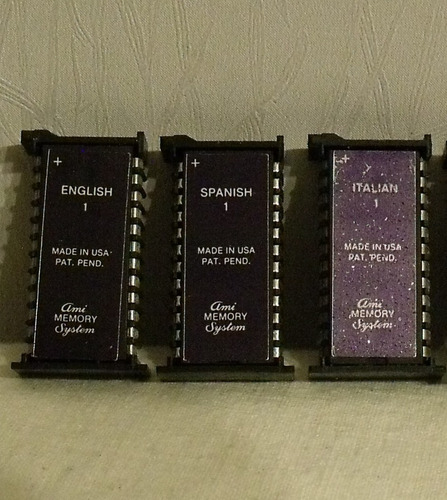 +
ENGLISH
1
MADE IN USA
PAT. PEND.
Ami
MEMORY
System
+
SPANISH
1
MADE IN USA
PAT. PEND.
Ami
MEMORY
System
+
ITALIAN
1
MADE IN USA
PAT. PEND.
Ami
MEMORY
System